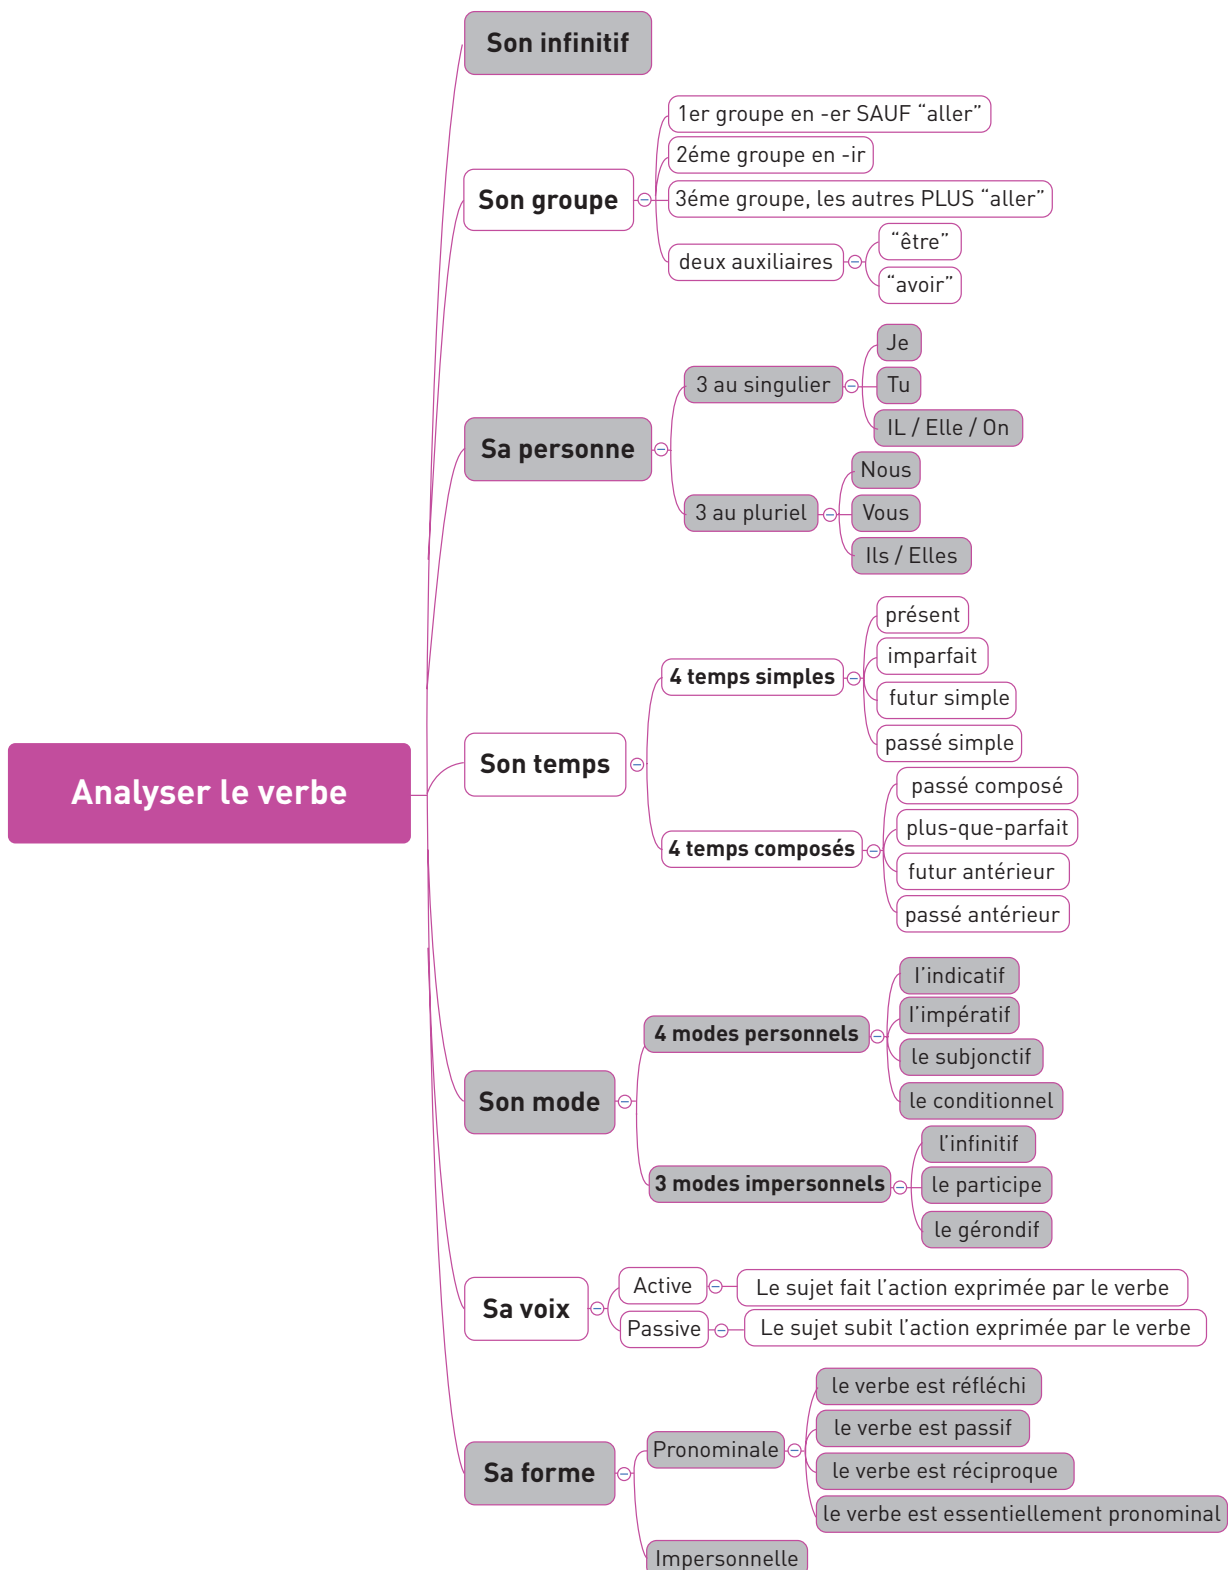 Son infinitif
1er groupe en -er SAUF “aller”
2éme groupe en -ir
Son groupe
3éme groupe, les autres PLUS “aller”
“être”
deux auxiliaires
“avoir”
Je
3 au singulier
Tu
IL / Elle / On
Sa personne
Nous
3 au pluriel
Vous
Ils / Elles
présent
imparfait
4 temps simples
futur simple
passé simple
Son temps
Analyser le verbe
passé composé
plus-que-parfait
4 temps composés
futur antérieur
passé antérieur
l’indicatif
l’impératif
4 modes personnels
le subjonctif
le conditionnel
Son mode
l’infinitif
3 modes impersonnels
le participe
le gérondif
Active
Le sujet fait l’action exprimée par le verbe
Sa voix
Passive
Le sujet subit l’action exprimée par le verbe
le verbe est réfléchi
le verbe est passif
Pronominale
le verbe est réciproque
Sa forme
le verbe est essentiellement pronominal
Impersonnelle